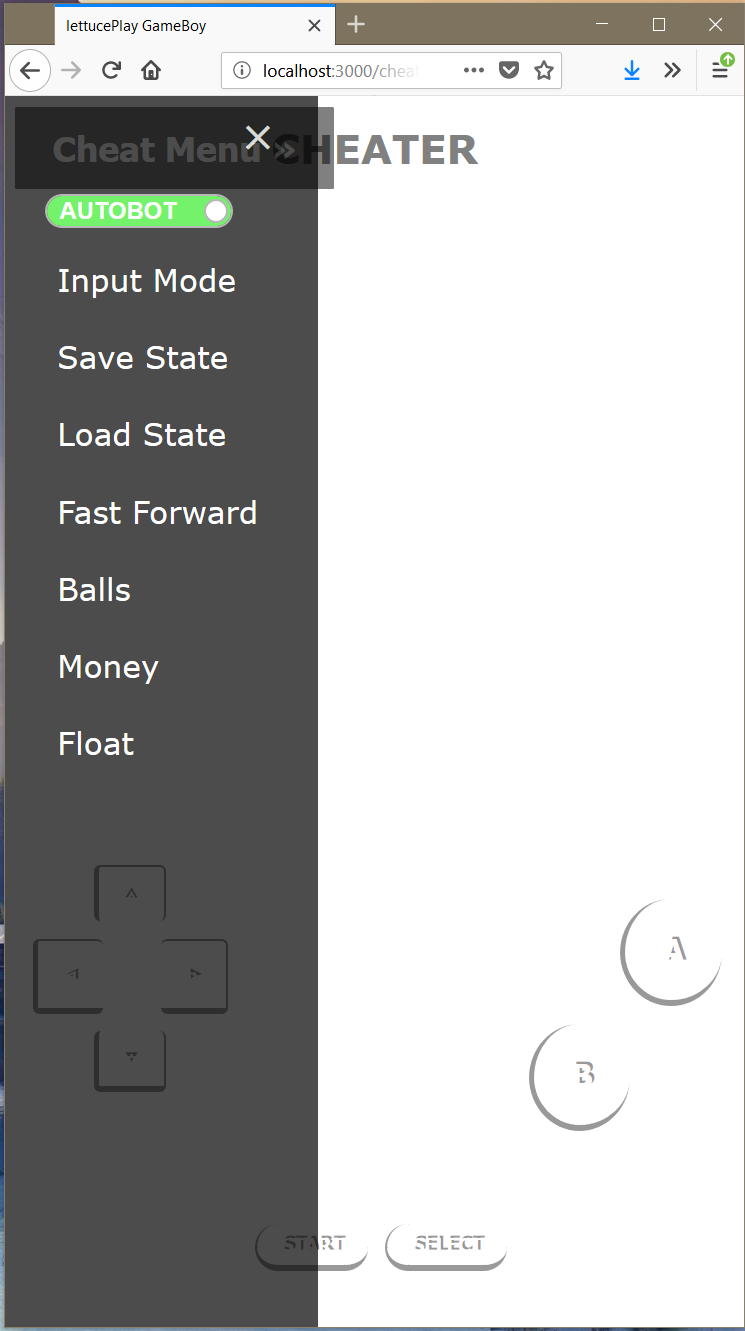 lettucePlay GameBoy
localhost:3000/chea
Cheat Menu » CHEATER
AUTOBOT
Input Mode
Save State
Load State
Fast Forward
Balls
Money
Float
A
B
START SELECT